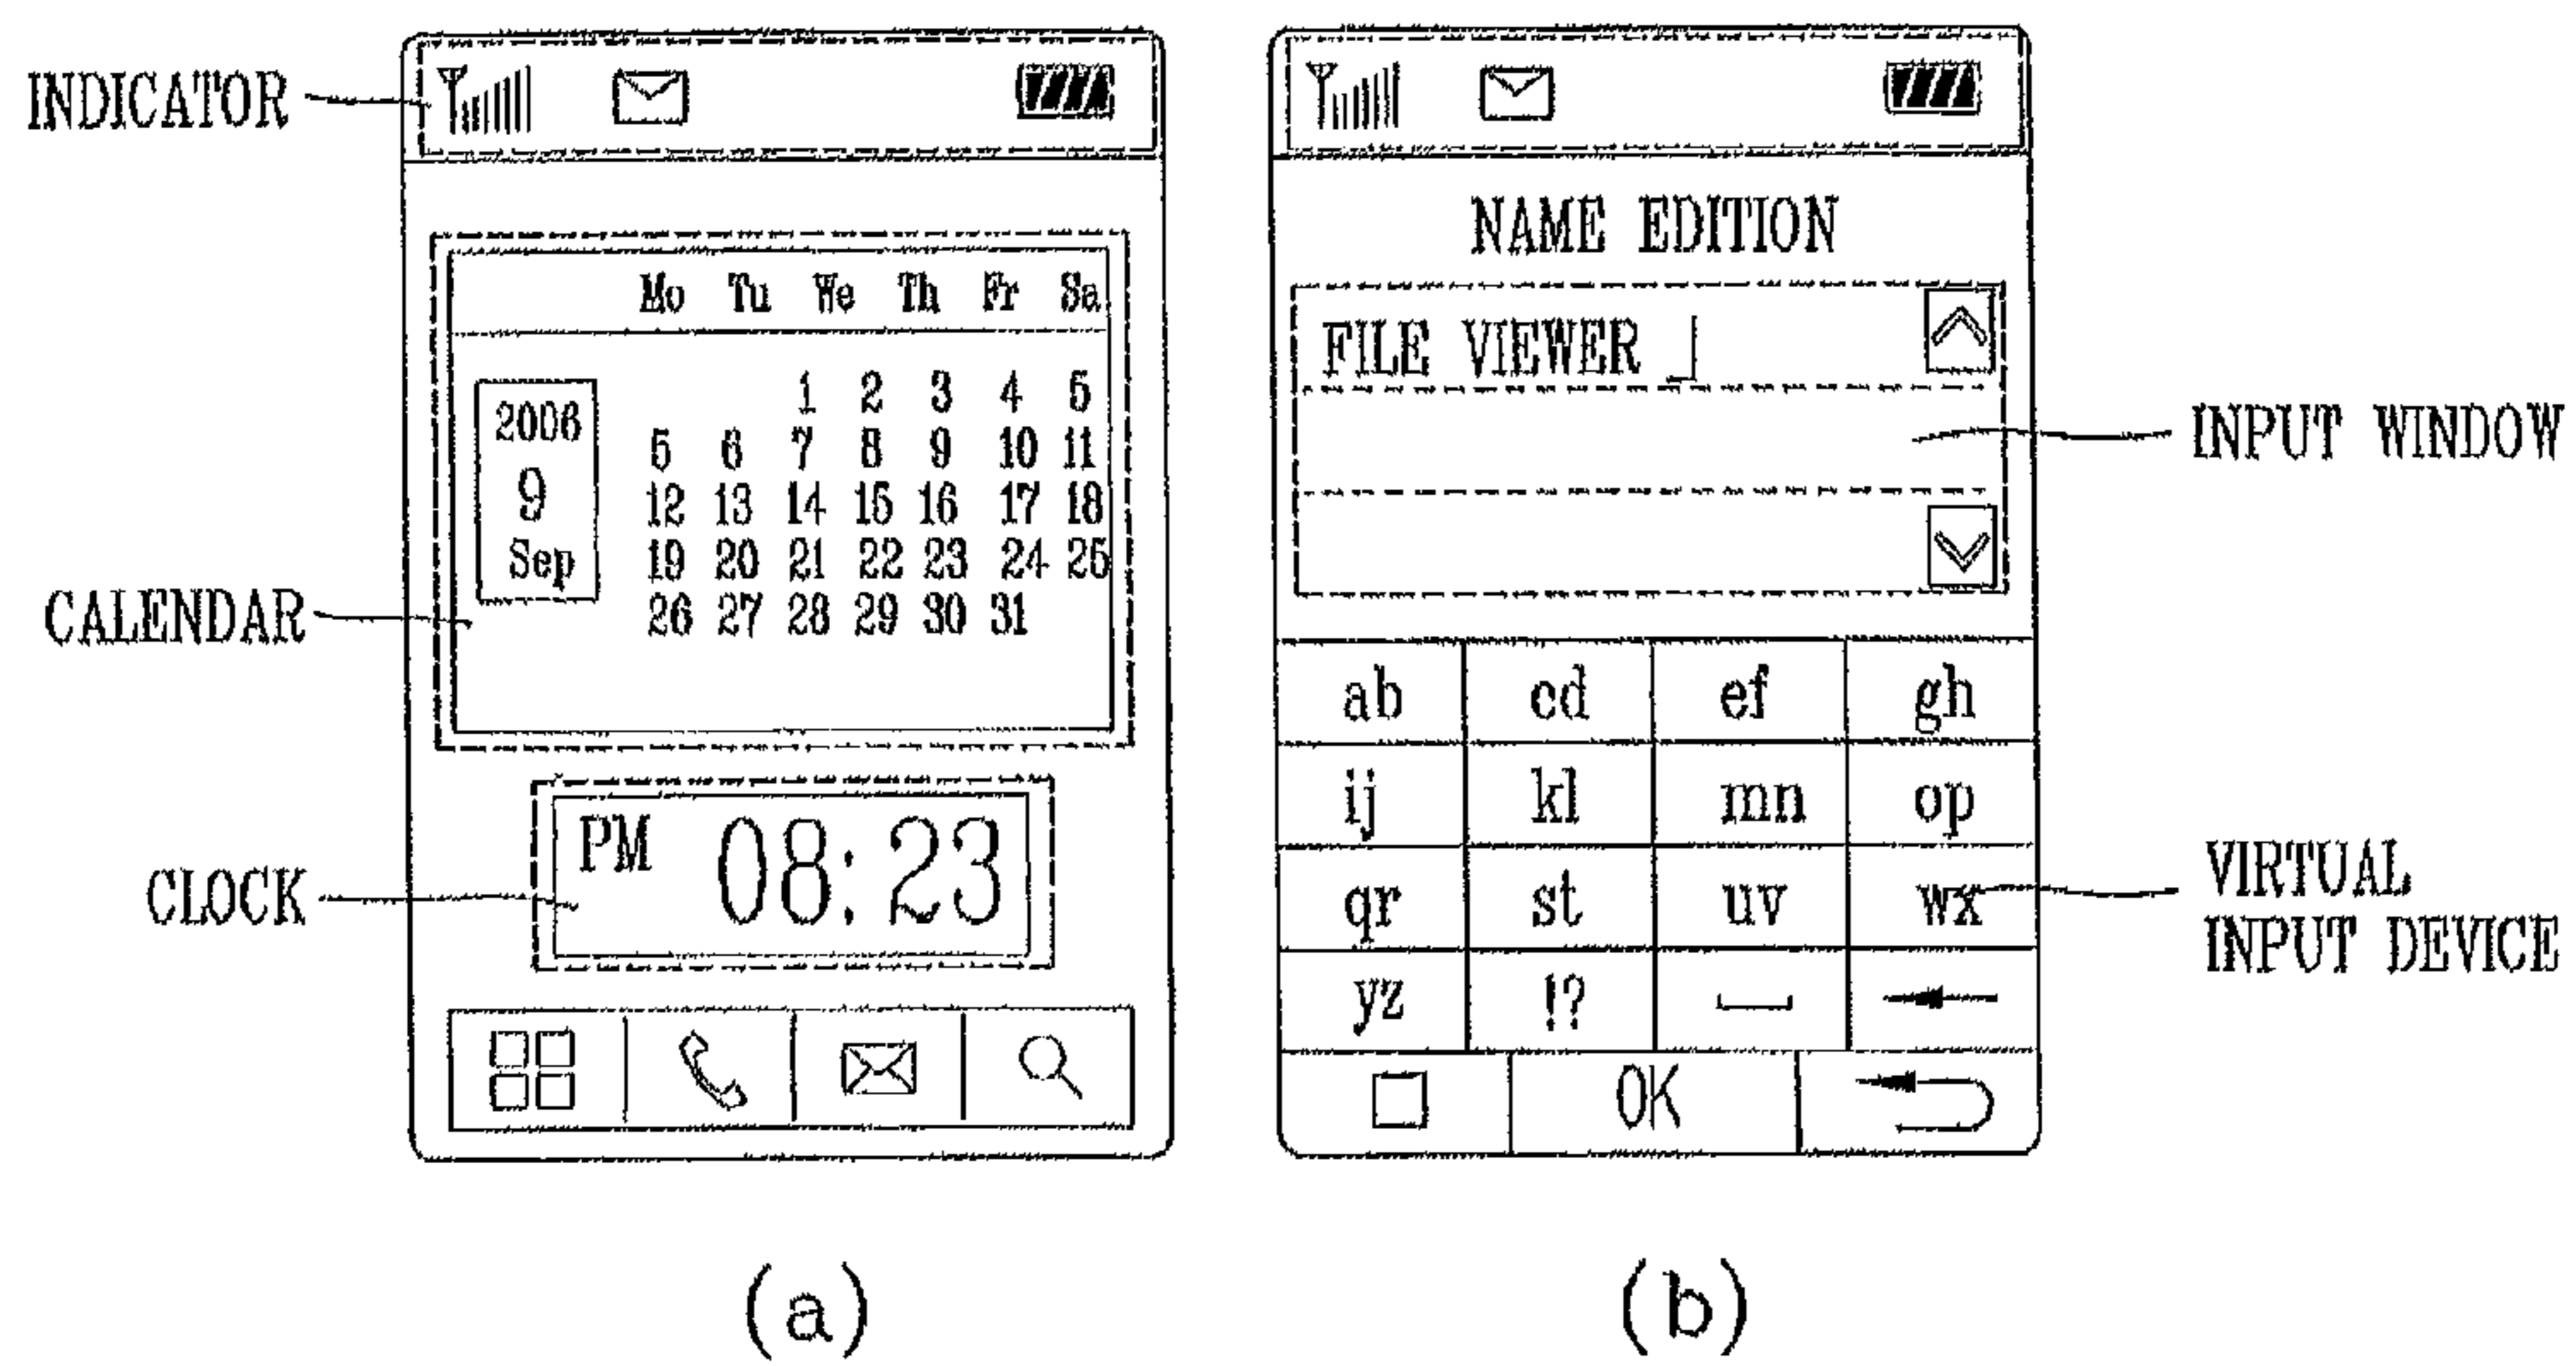 INDICATOR
Mo Tu We Th Fr Sa
1 2 3 4 5
2006
5 6 7 8 9 10 11
9
12 13 14 15 16 17 18
Sep
19 20 21 22 23 24 25
26 27 28 29 30 31
CALENDAR
PM 08:23
CLOCK
(a)
NAME EDITION
FILE VIEWER
INPUT WINDOW
ab cd ef gh
ij kl mn op
qr st uv wx
yz !?
OK
VIRTUAL
INPUT DEVICE
(b)